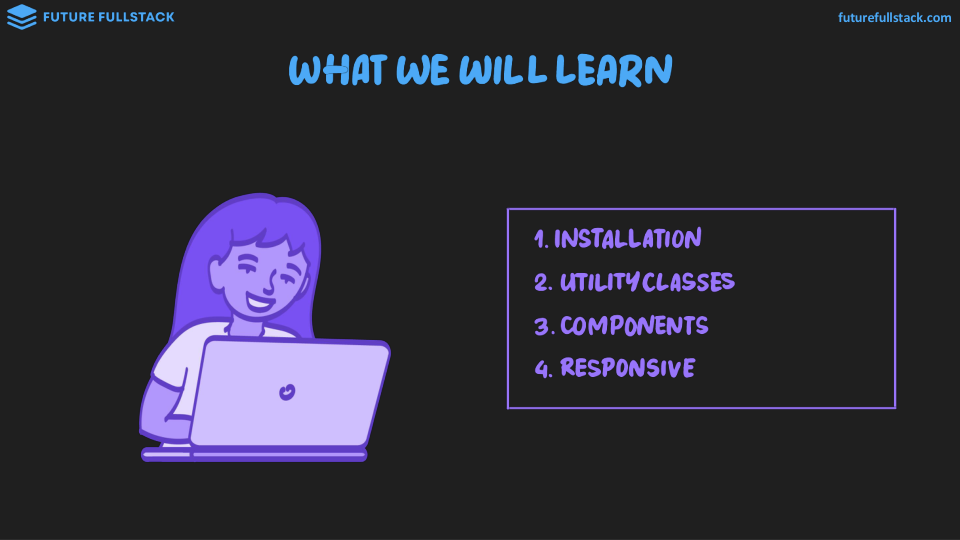 FUTURE FULLSTACK
futurefullstack.com
WHAT WE WILL LEARN
1. INSTALLATION
2. UTILITY CLASSES
3. COMPONENTS
4. RESPONSIVE